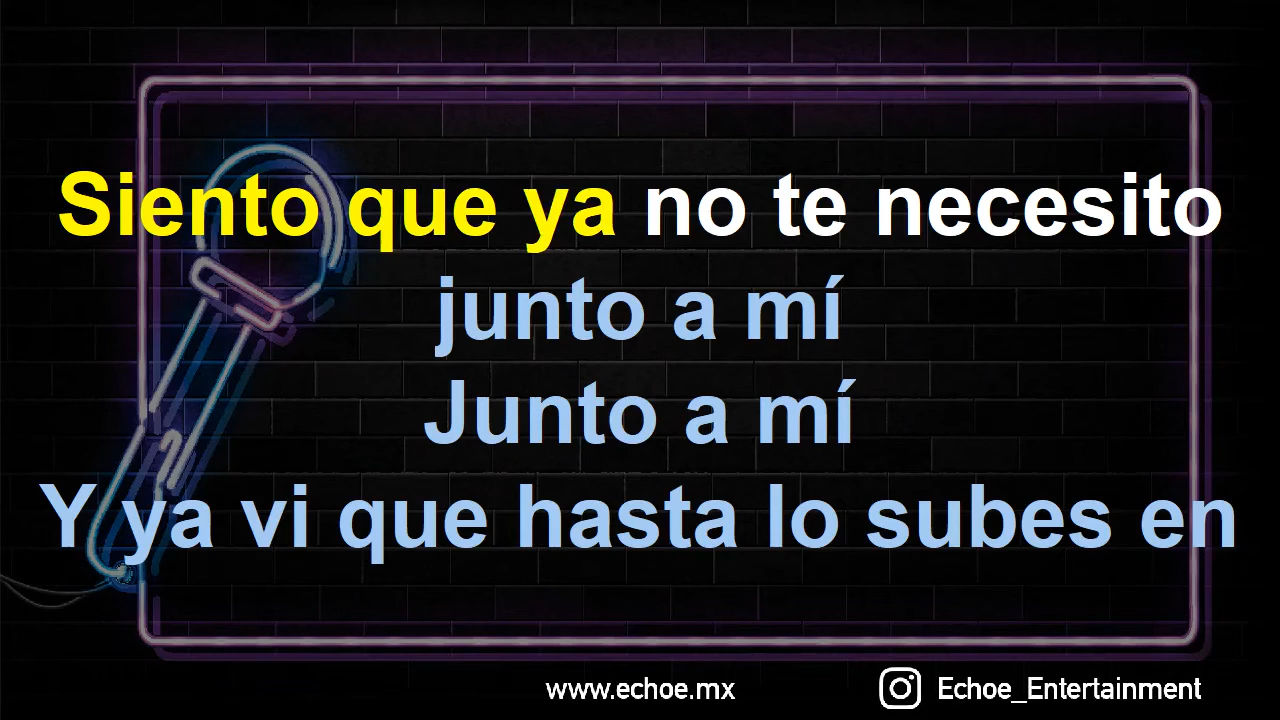 Siento que ya no te necesito
junto a mí
Junto a mí
Y ya vi que hasta lo subes en
www.echoe.mx
Echoe_Entertainment